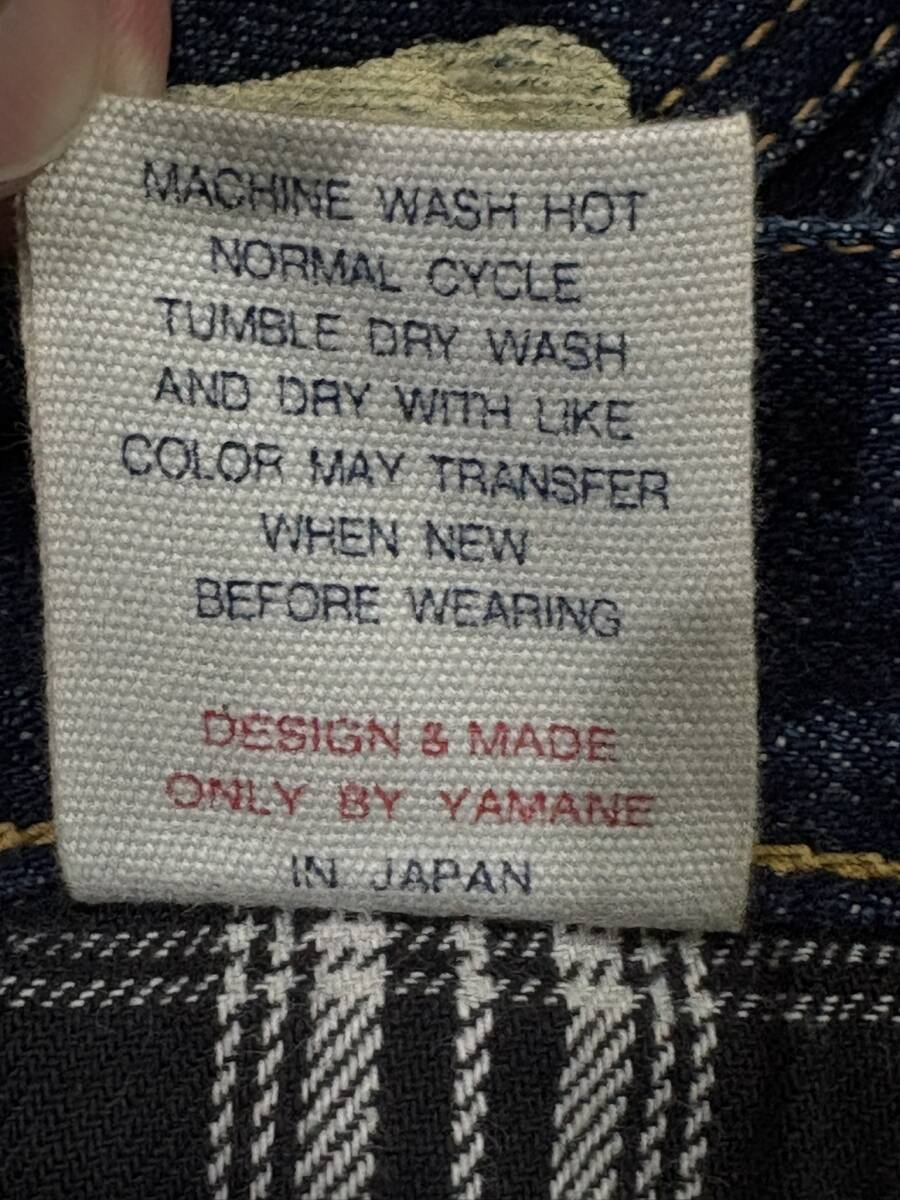 MACHINE WASH HOT
NORMAL CYCLE
TUMBLE DRY WASH
AND DRY WITH LIKE
COLOR MAY TRANSFER
WHEN NEW
BEFORE WEARING
DESIGN & MADE
ONLY BY YAMANE
IN JAPAN